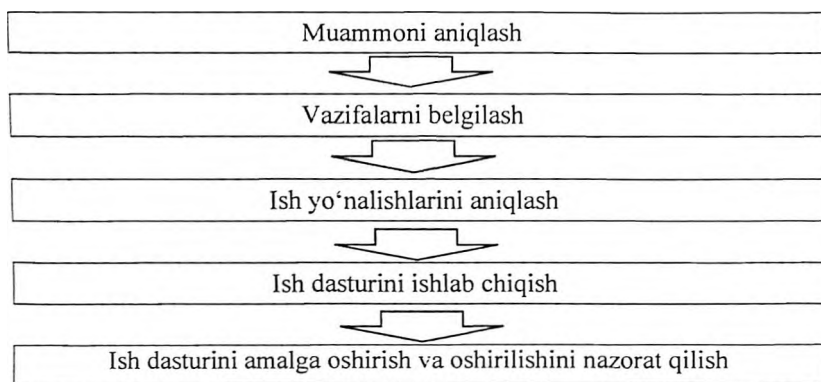 Muammoni aniqlash
Vazifalarni belgilash
Ish yo‘nalishlarini aniqlash
Ish dasturini ishlab chiqish
Ish dasturini amalga oshirish va oshirilishini nazorat qilish